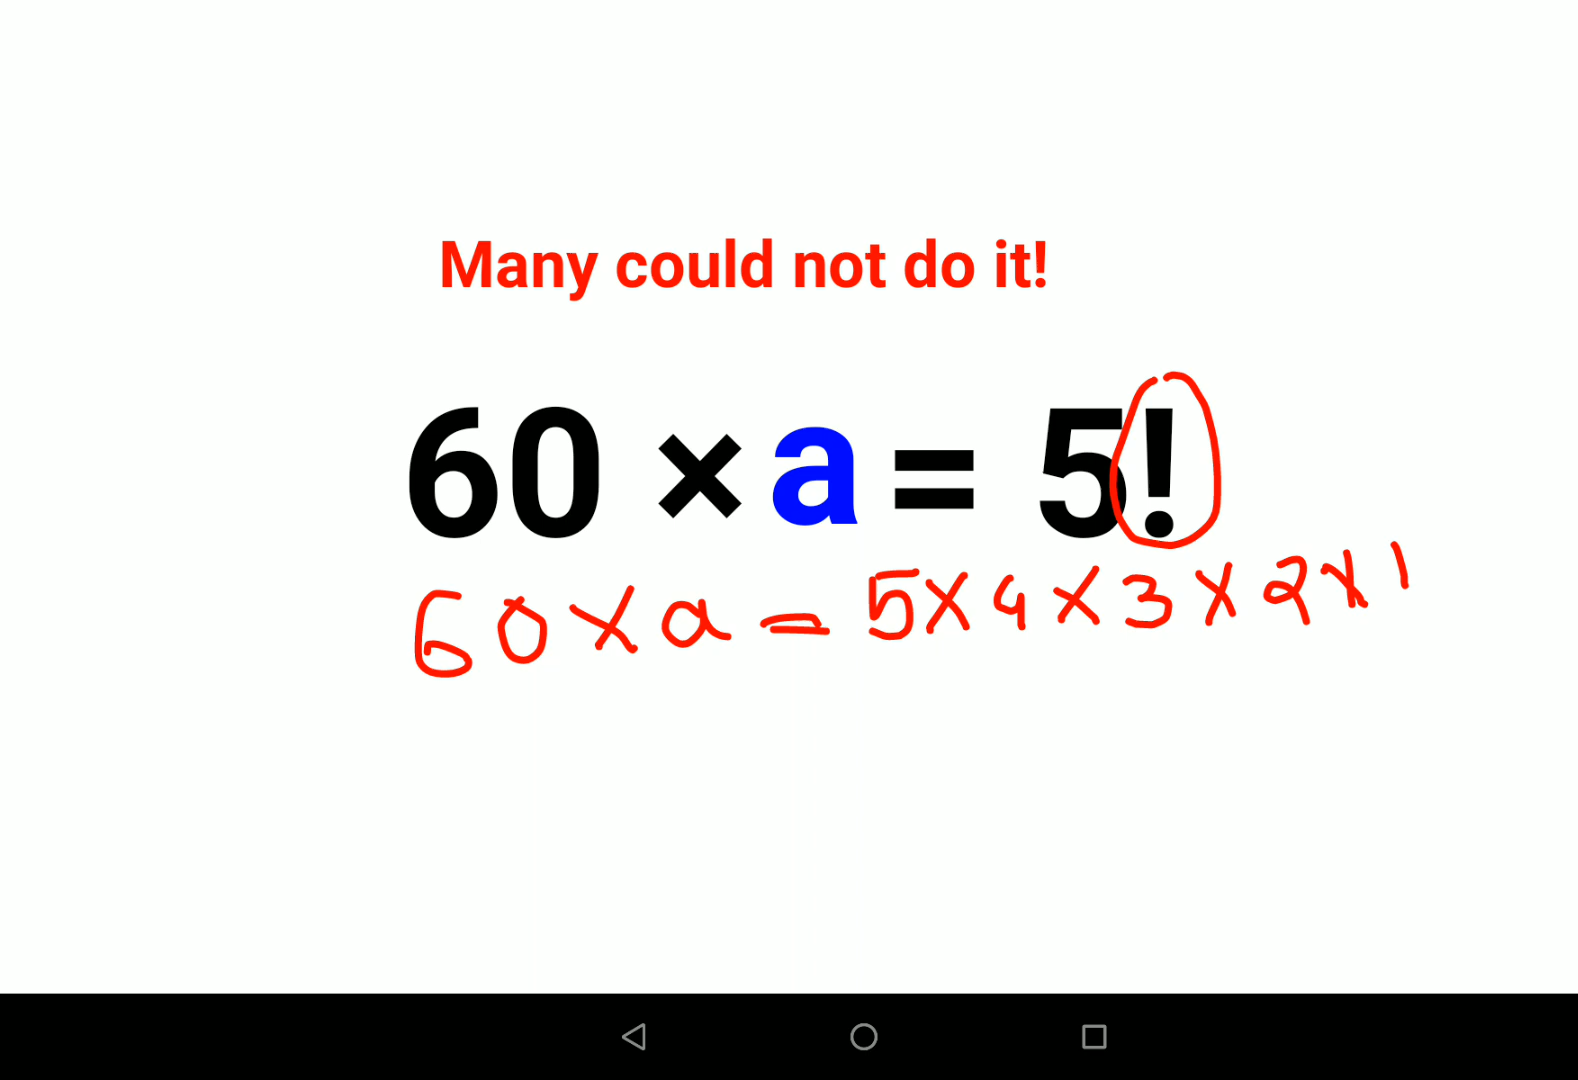 Many could not do it!
60 × a = 5!
60 × a = 5 × 4 × 3 × 2 × 1